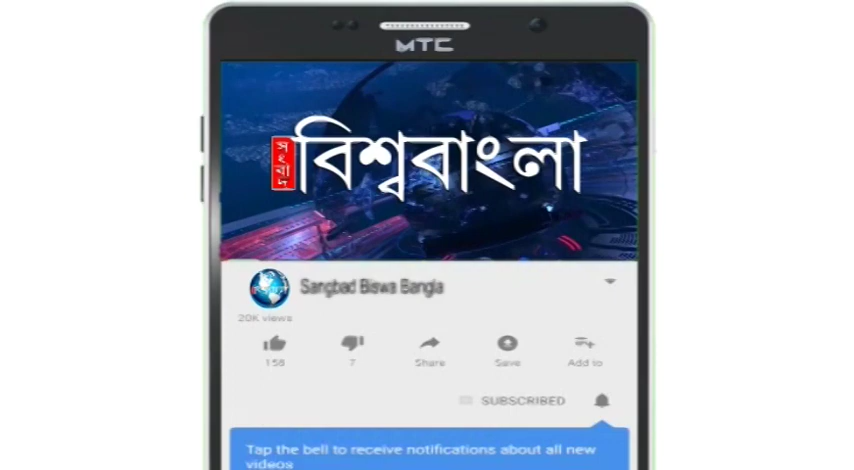 MTC
সংবাদ
বিশ্ববাংলা
Sangbad Biswa Bangla
20K views
158
7
Share
Save
Add to
SUBSCRIBED
Tap the bell to receive notifications about all new
videos